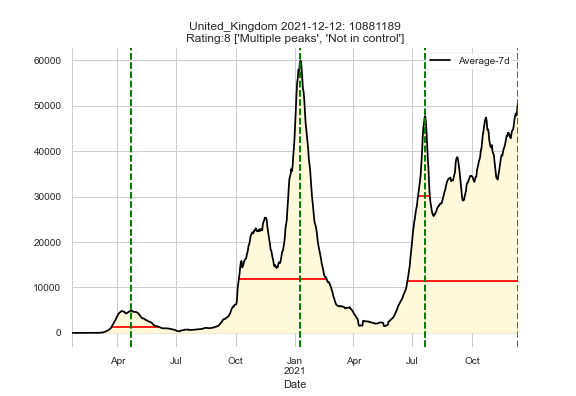 United_Kingdom 2021-12-12: 10881189
Rating:8 ['Multiple peaks', 'Not in control']
Average-7d
60000
50000
40000
30000
20000
10000
0
Apr Jul Oct Jan Apr Jul Oct
2021
Date